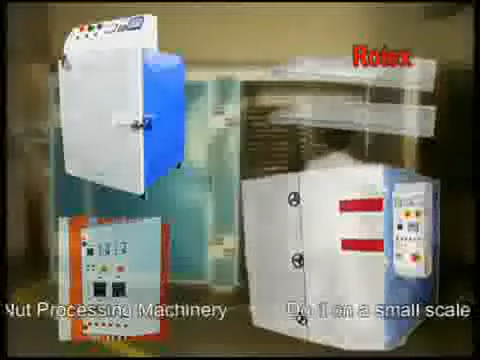 Rotex
Nut Processing Machinery
Do it on a small scale